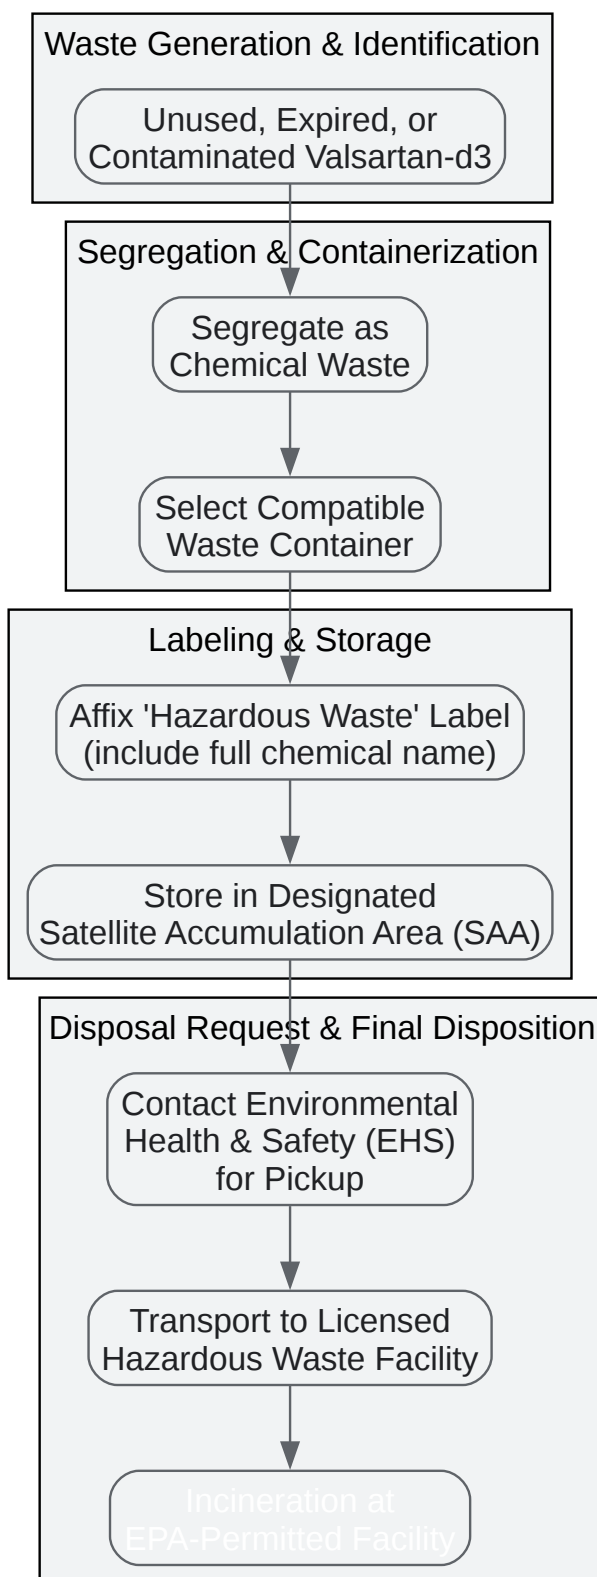 Waste Generation & Identification
Unused, Expired, or
Contaminated Valsartan-d3
Segregation & Containerization
Segregate as
Chemical Waste
Select Compatible
Waste Container
Labeling & Storage
Affix 'Hazardous Waste' Label
(include full chemical name)
Store in Designated
Satellite Accumulation Area (SAA)
Disposal Request & Final Disposition
Contact Environmental
Health & Safety (EHS)
for Pickup
Transport to Licensed
Hazardous Waste Facility
Incineration at
EPA-Permitted Facility